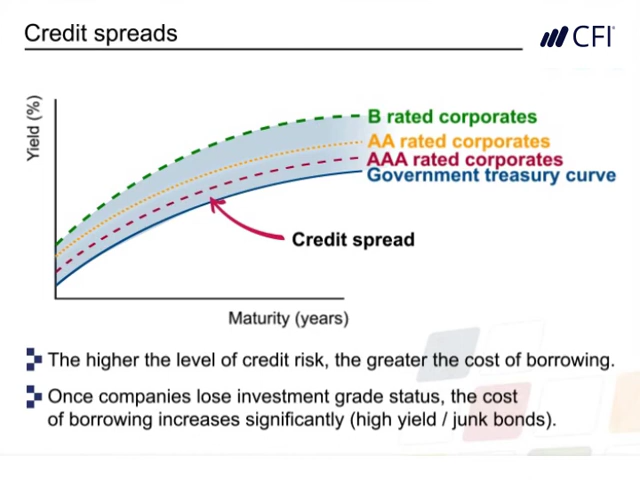 Credit spreads
CFI
Yield (%)
B rated corporates
AA rated corporates
AAA rated corporates
Government treasury curve
Credit spread
Maturity (years)
The higher the level of credit risk, the greater the cost of borrowing.
Once companies lose investment grade status, the cost
of borrowing increases significantly (high yield / junk bonds).